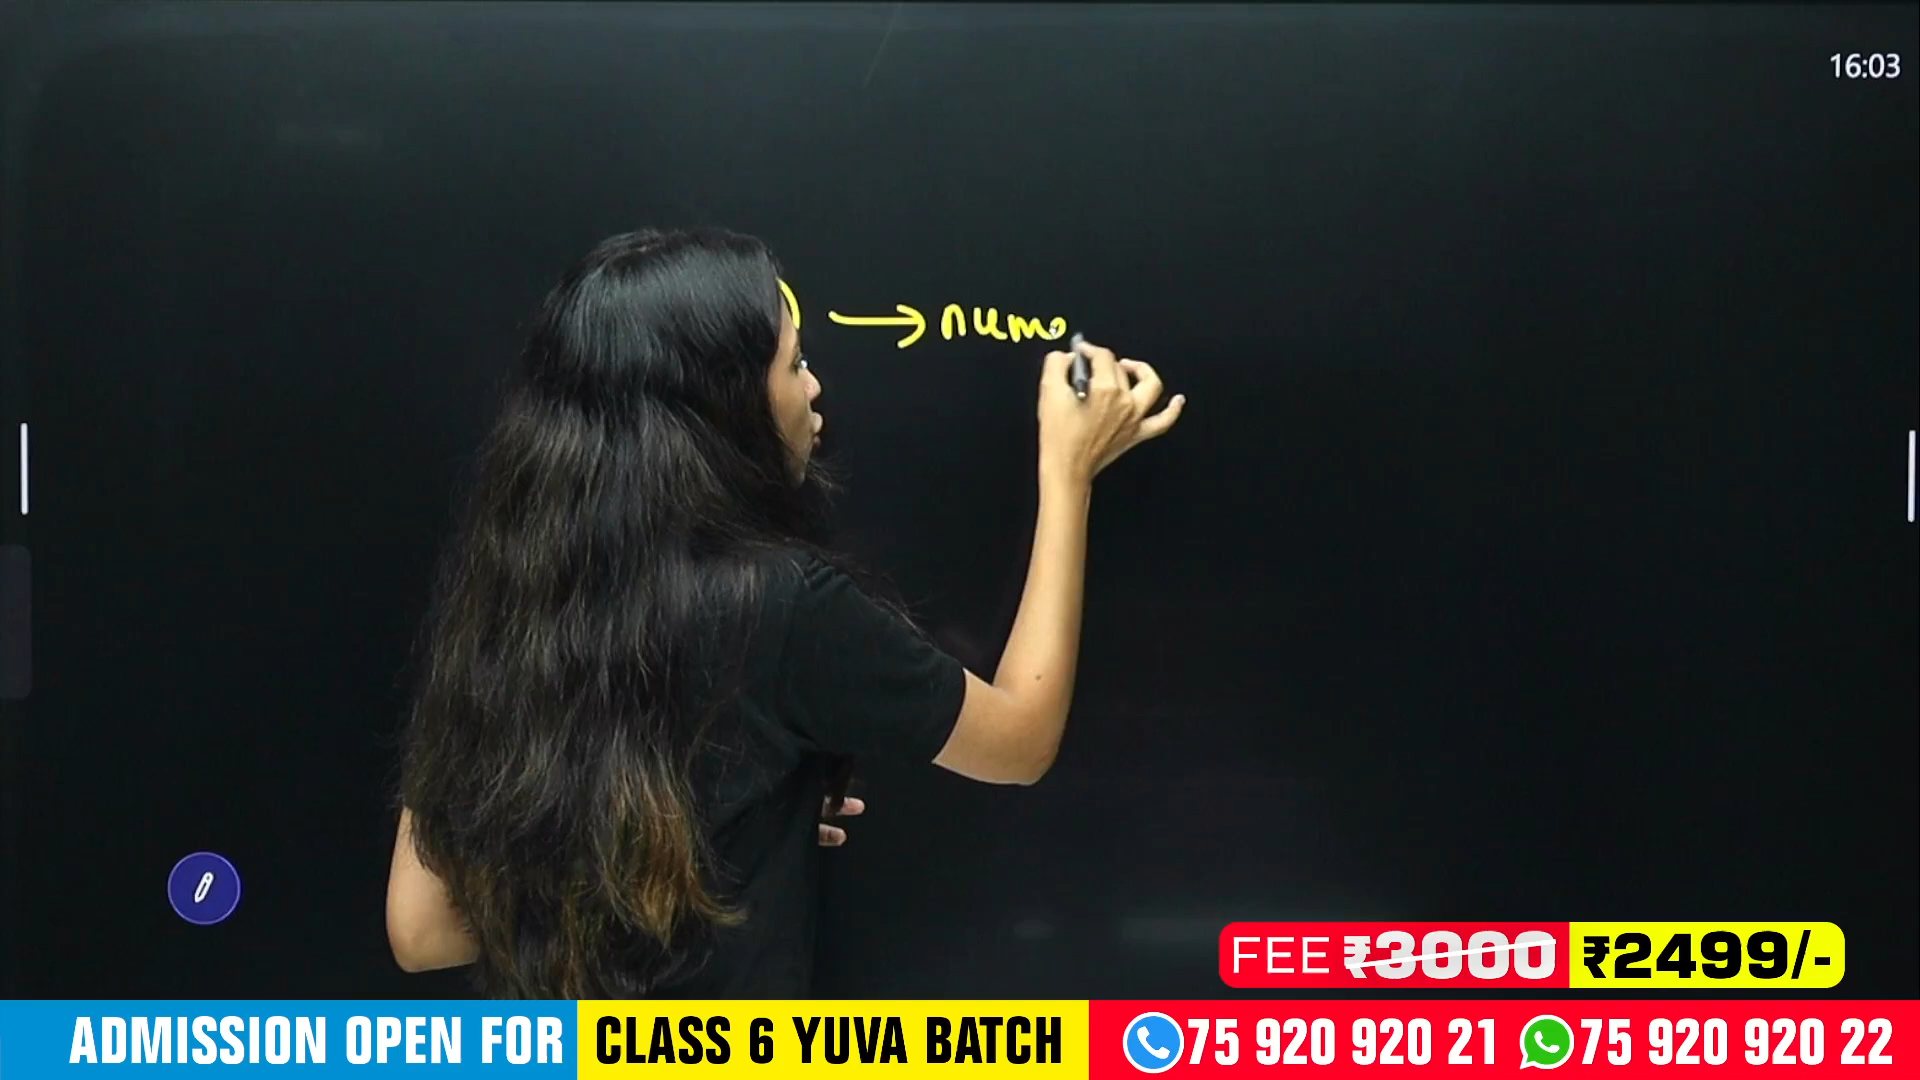 16:03
→ nume
FEE ₹3000 ₹2499/-
ADMISSION OPEN FOR CLASS 6 YUVA BATCH 75 920 920 21 75 920 920 22